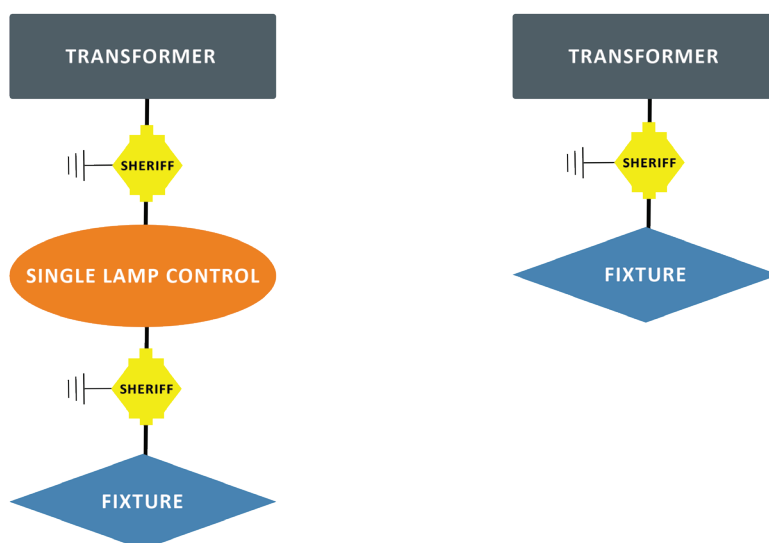 TRANSFORMER
SHERIFF
SINGLE LAMP CONTROL
SHERIFF
FIXTURE
TRANSFORMER
SHERIFF
FIXTURE